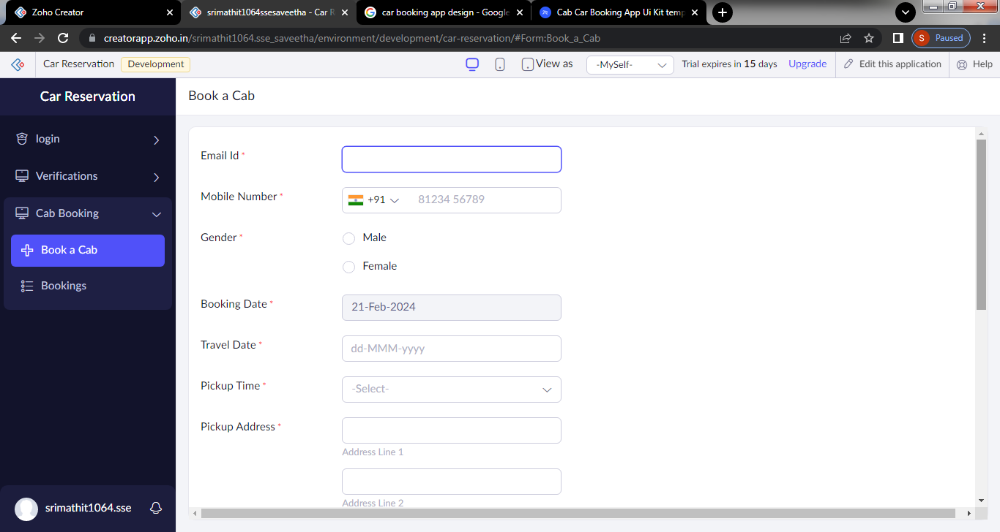 Zoho Creator
srimathit1064ssesaveetha - Car R
car booking app design - Google
Cab Car Booking App Ui Kit temp
creatorapp.zoho.in/srimathit1064.sse_saveetha/environment/development/car-reservation/#Form:Book_a_Cab
S Paused
Car Reservation Development View as -MySelf- Trial expires in 15 days Upgrade Edit this application Help
Car Reservation
Book a Cab
login
Verifications
Cab Booking
Book a Cab
Bookings
srimathit1064.sse
Email Id *
Mobile Number * +91 81234 56789
Gender * Male
Female
Booking Date * 21-Feb-2024
Travel Date * dd-MMM-yyyy
Pickup Time * -Select-
Pickup Address *
Address Line 1
Address Line 2